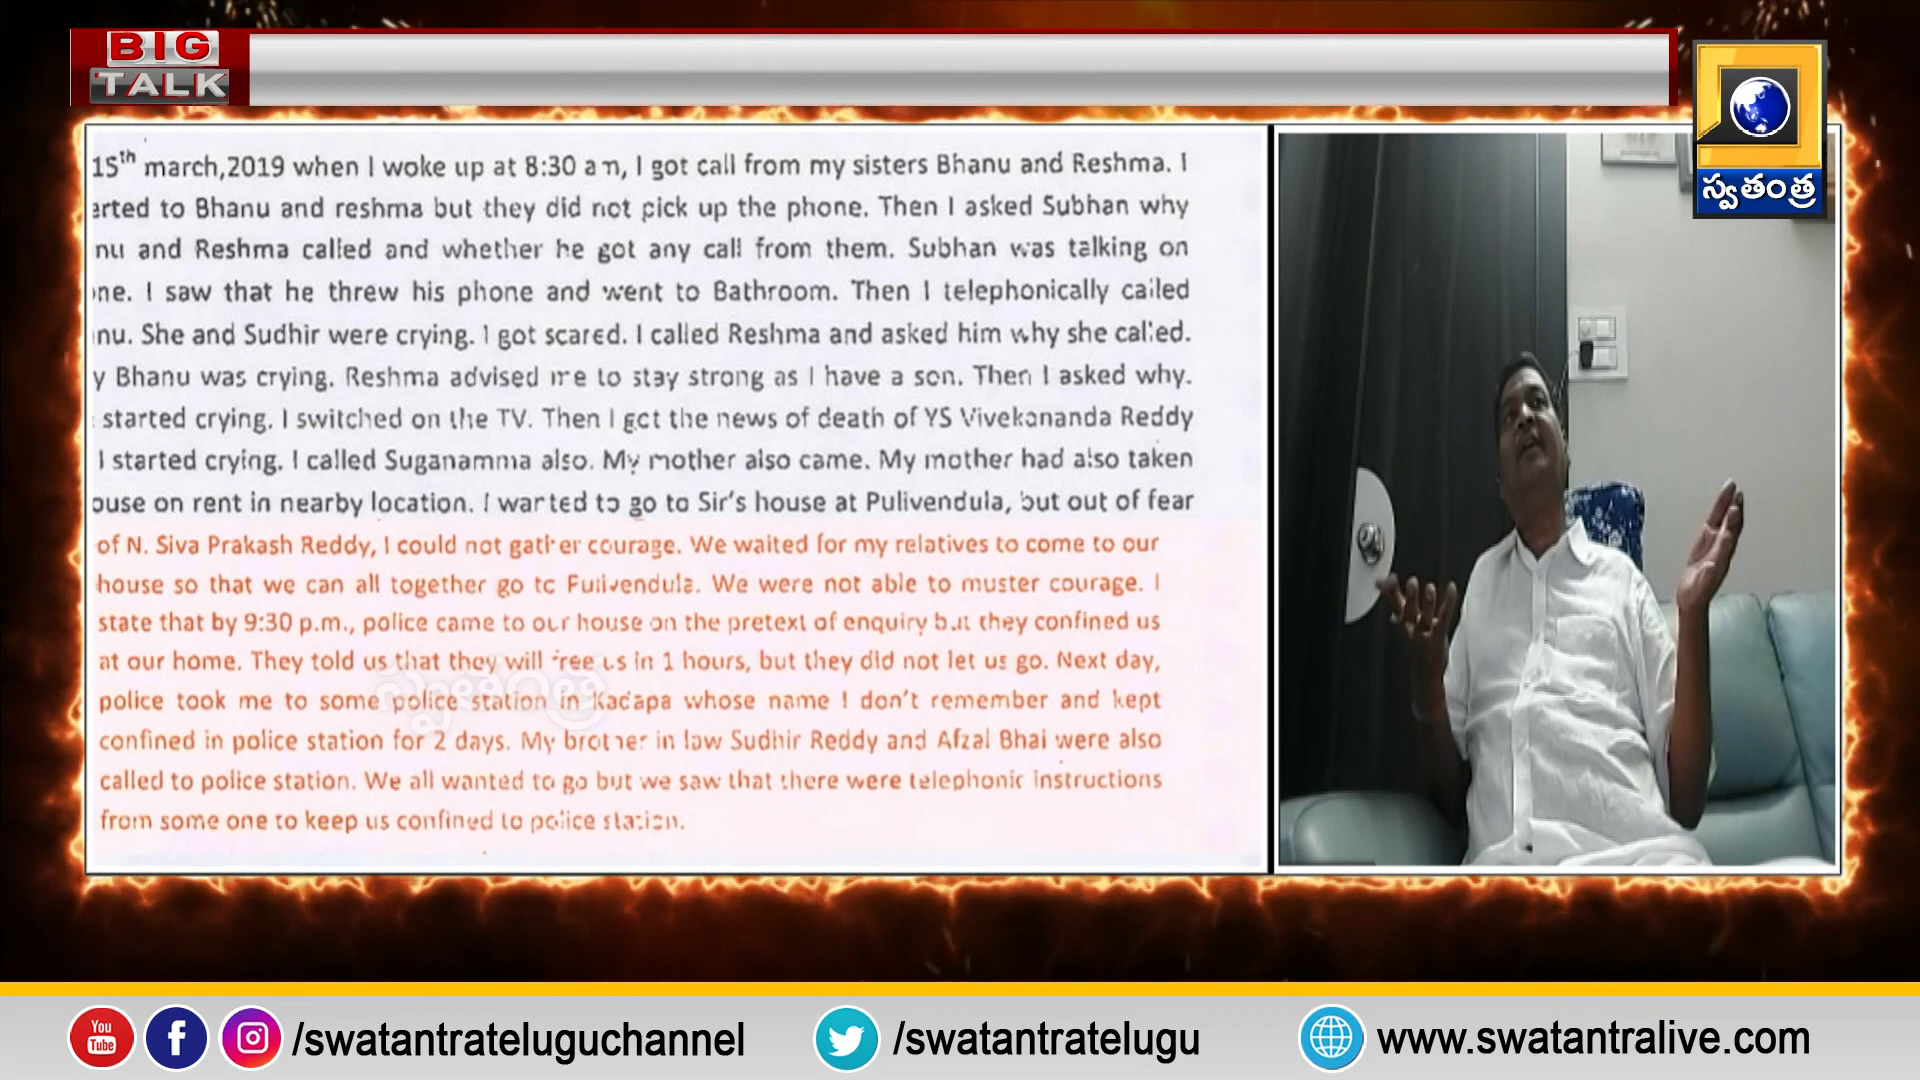 BIG
TALK
స్వతంత్ర
15th march,2019 when I woke up at 8:30 am, I got call from my sisters Bhanu and Reshma. I
erted to Bhanu and reshma but they did not pick up the phone. Then I asked Subhan why
nu and Reshma called and whether he got any call from them. Subhan was talking on
ne. I saw that he threw his phone and went to Bathroom. Then I telephonically called
nu. She and Sudhir were crying. I got scared. I called Reshma and asked him why she called.
y Bhanu was crying. Reshma advised me to stay strong as I have a son. Then I asked why.
started crying. I switched on the TV. Then I got the news of death of YS Vivekananda Reddy
I started crying. I called Suganamma also. My mother also came. My mother had also taken
ouse on rent in nearby location. I wanted to go to Sir's house at Pulivendula, but out of fear
of N. Siva Prakash Reddy, I could not gather courage. We waited for my relatives to come to our
house so that we can all together go to Pulivendula. We were not able to muster courage. I
state that by 9:30 p.m., police came to our house on the pretext of enquiry but they confined us
at our home. They told us that they will free us in 1 hours, but they did not let us go. Next day,
police took me to some police station in Kadapa whose name I don't remember and kept
confined in police station for 2 days. My brother in law Sudhir Reddy and Afzal Bhai were also
called to police station. We all wanted to go but we saw that there were telephonic instructions
from some one to keep us confined to police station.
స్వతంత్ర
You
Tube
/swatantrateluguchannel
/swatantratelugu
www.swatantralive.com